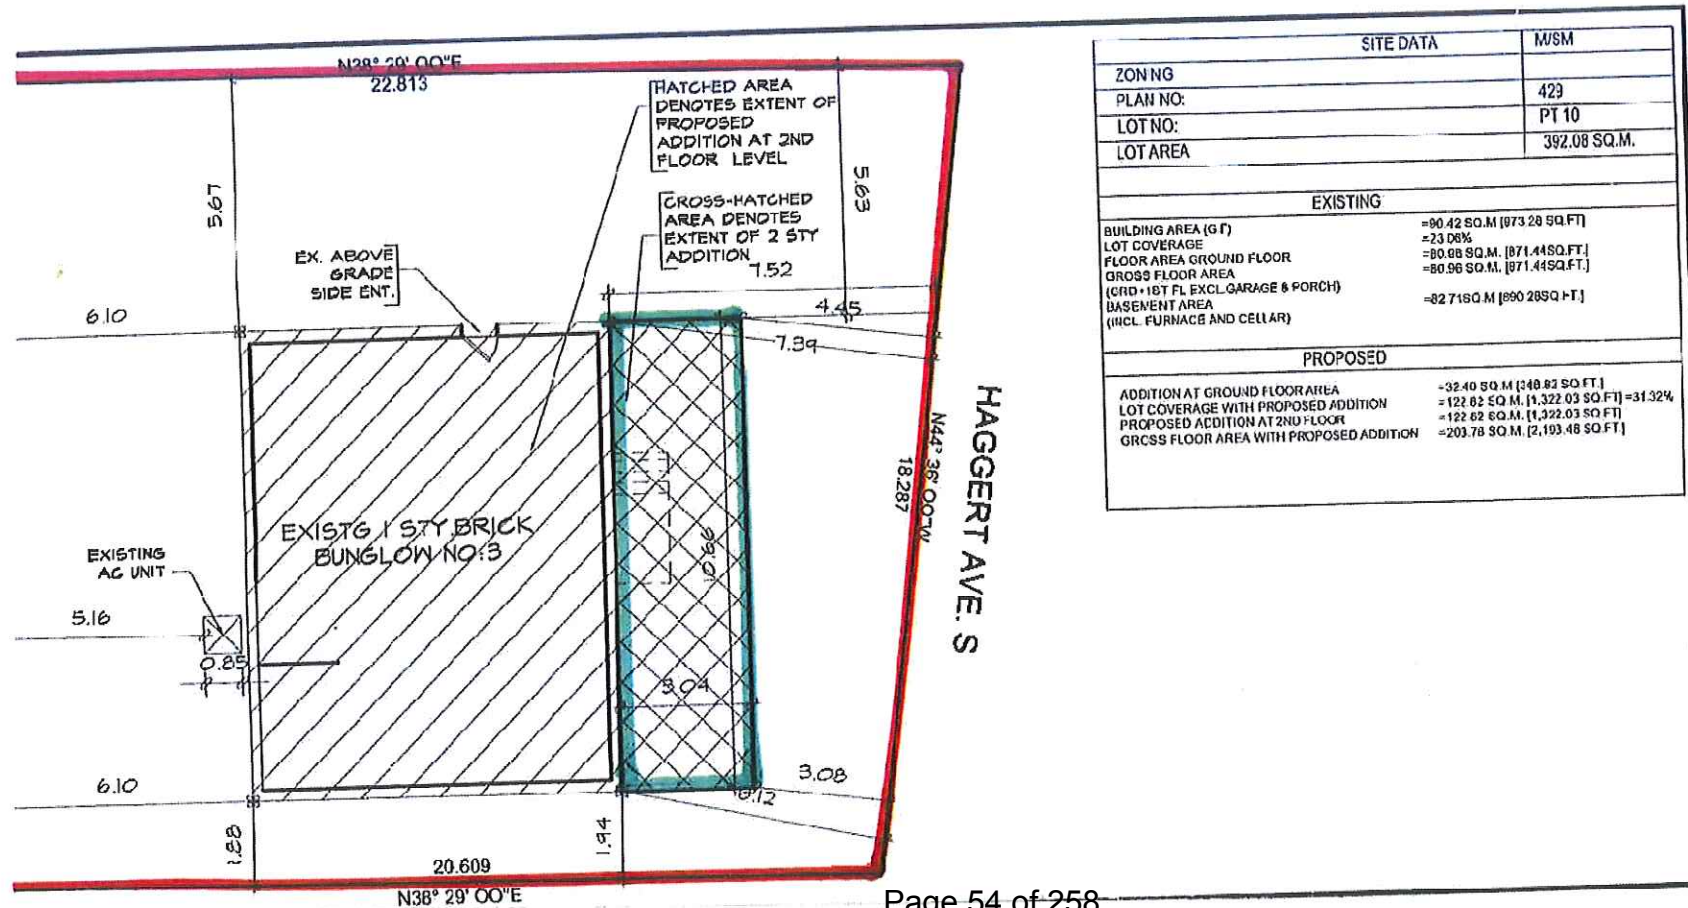 N38° 29' 00"E
22.813
HATCHED AREA
DENOTES EXTENT OF
PROPOSED
ADDITION AT 2ND
FLOOR LEVEL
CROSS-HATCHED
AREA DENOTES
EXTENT OF 2 STY
ADDITION
5.67
5.63
EX. ABOVE
GRADE
SIDE ENT.
7.52
6.10
4.45
7.39
EXIST'G 1 STY.BRICK
BUNGLOW NO:3
EXISTING
AC UNIT
5.16
0.85
10.66
3.04
6.10
3.08
6.12
1.88
1.94
20.609
N38° 29' 00"E
N44° 36' 00"W
18.287
HAGGERT AVE. S
SITE DATA M/SM
ZON NG
PLAN NO: 429
LOT NO: PT 10
LOT AREA 392.08 SQ.M.
EXISTING
BUILDING AREA (G F) =90.42 SQ.M [973.28 SQ.FT]
LOT COVERAGE =23 06%
FLOOR AREA GROUND FLOOR =80.96 SQ.M. [871.44SQ.FT.]
GROSS FLOOR AREA =80.96 SQ.M. [871.44SQ.FT.]
(GRD+1ST FL EXCL.GARAGE & PORCH)
BASEMENT AREA =82 71SQ.M [890 28SQ FT.]
(INCL. FURNACE AND CELLAR)
PROPOSED
ADDITION AT GROUND FLOOR AREA =32.40 SQ.M [348.82 SQ.FT.]
LOT COVERAGE WITH PROPOSED ADDITION =122.82 SQ.M. [1,322.03 SQ.FT] =31.32%
PROPOSED ADDITION AT 2ND FLOOR =122.82 SQ.M. [1,322.03 SQ.FT]
GROSS FLOOR AREA WITH PROPOSED ADDITION =203.78 SQ.M. [2,193.48 SQ.FT.]
Page 54 of 258